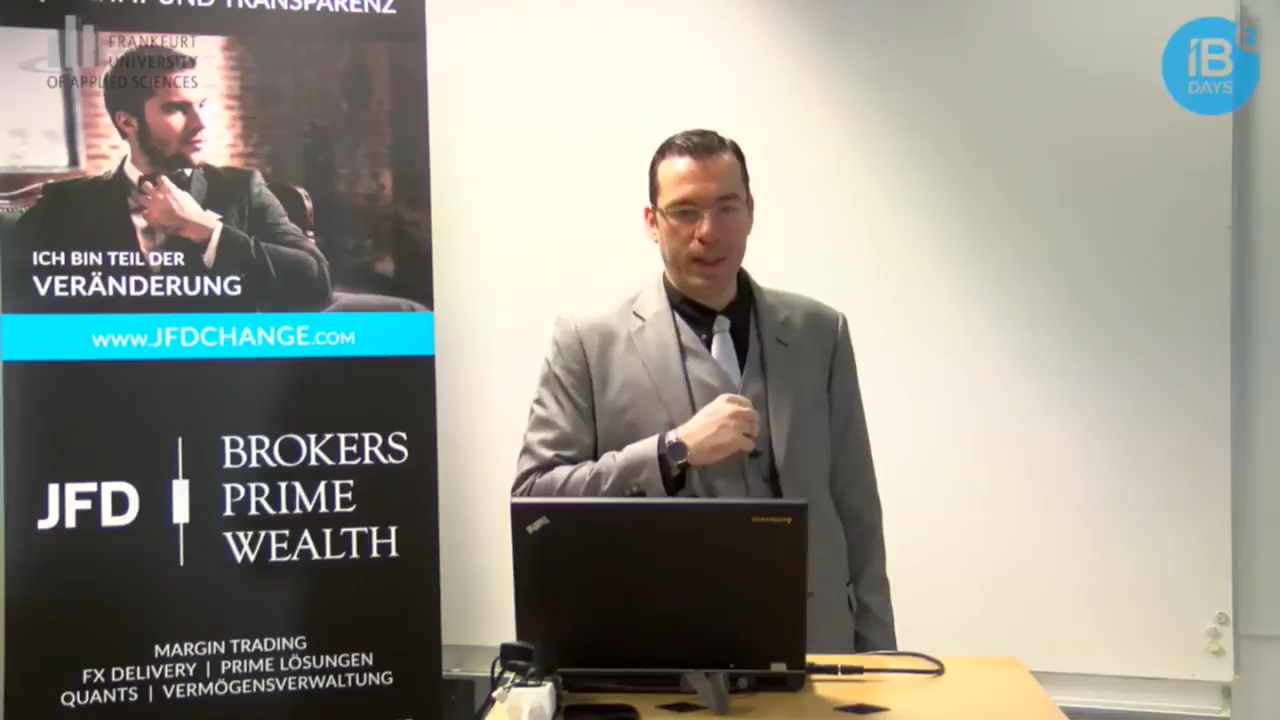 UND TRANSPARENZ
FRANKFURT
UNIVERSITY
OF APPLIED SCIENCES
iB
DAYS
ICH BIN TEIL DER
VERÄNDERUNG
WWW.JFDCHANGE.COM
JFD
BROKERS
PRIME
WEALTH
MARGIN TRADING
FX DELIVERY | PRIME LÖSUNGEN
QUANTS | VERMÖGENSVERWALTUNG